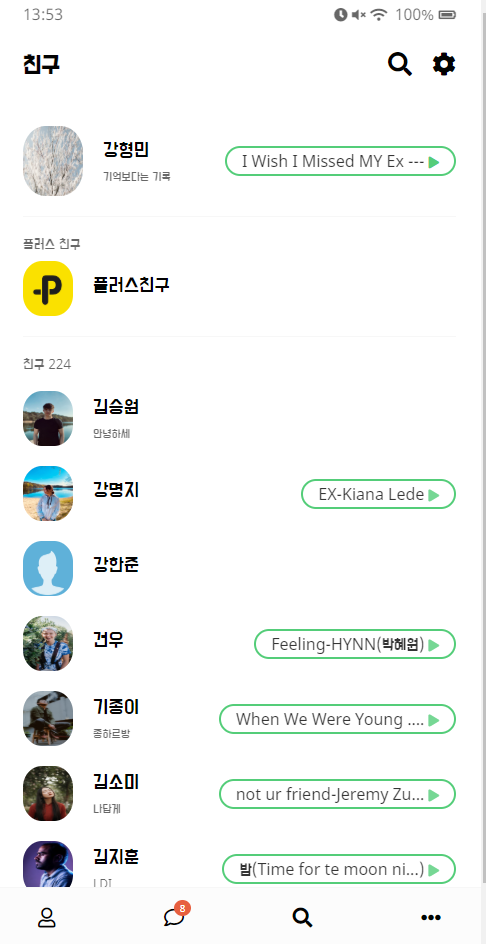 13:53 100%
친구
강형민
기억보다는 기록
I Wish I Missed MY Ex ---
플러스 친구
P
플러스친구
친구 224
김승원
안녕하세
강명지
EX-Kiana Lede
강한준
건우
Feeling-HYNN(박혜원)
기종이
종하르방
When We Were Young ....
김소미
나답게
not ur friend-Jeremy Zu...
김지훈
LDI
밤(Time for te moon ni...)
8